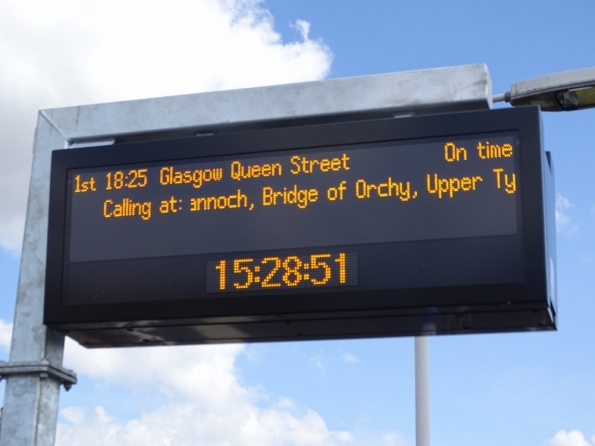 1st 18:25 Glasgow Queen Street On time
Calling at: annoch, Bridge of Orchy, Upper Ty
15:28:51